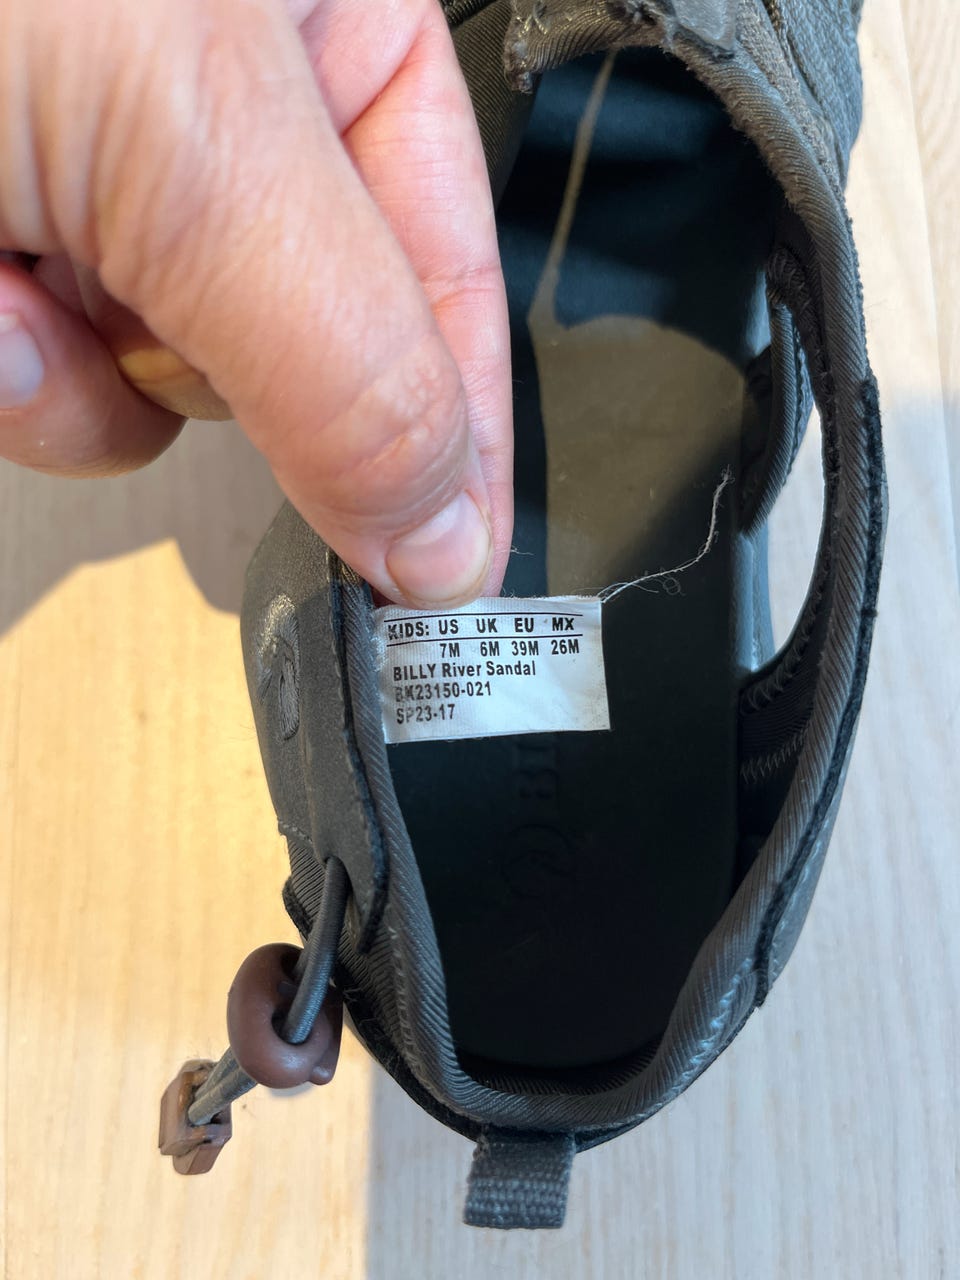 KIDS: US UK EU MX
7M 6M 39M 26M
BILLY River Sandal
BK23150-021
SP23-17